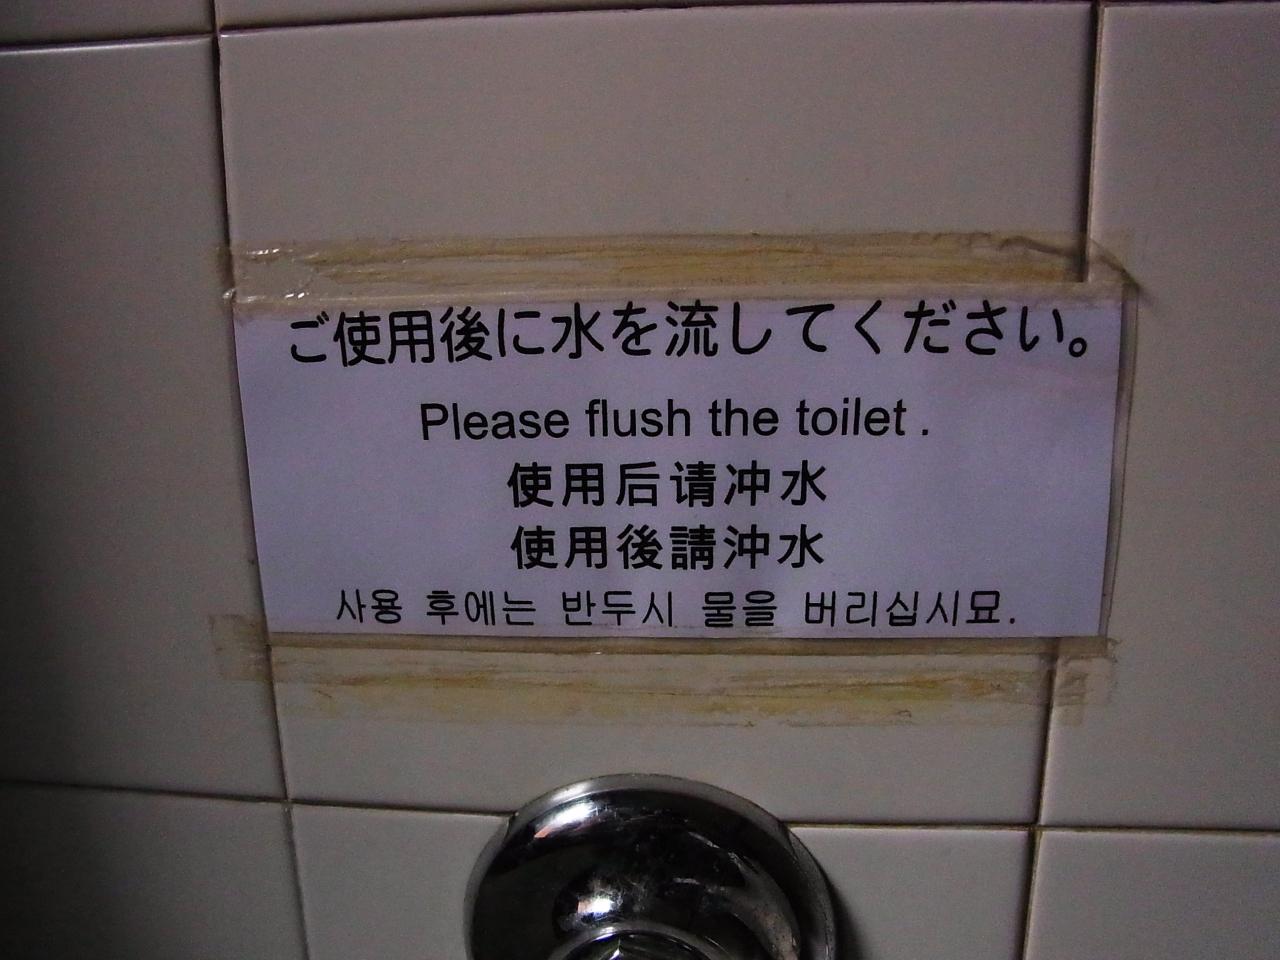 ご使用後に水を流してください。
Please flush the toilet .
使用后请冲水
使用後請沖水
사용 후에는 반두시 물을 버리십시묘.